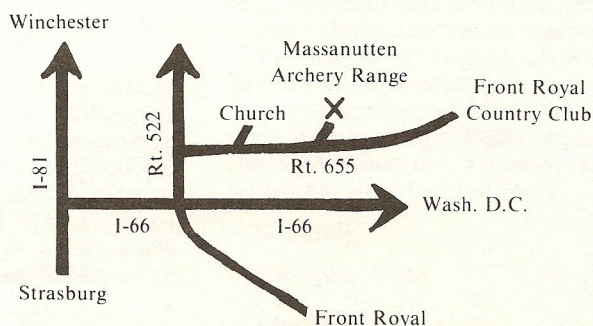 Winchester
Massanutten
Archery Range
Front Royal
Country Club
Church
Rt. 522
I-81
Rt. 655
I-66
I-66
Wash. D.C.
Strasburg
Front Royal